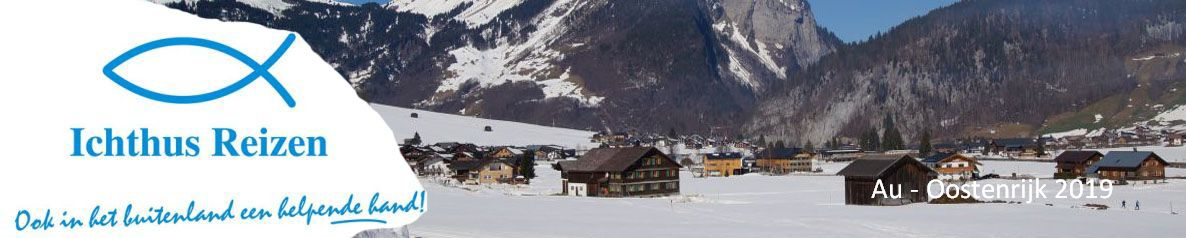 Ichthus Reizen
Ook in het buitenland een helpende hand!
Au - Oostenrijk 2019